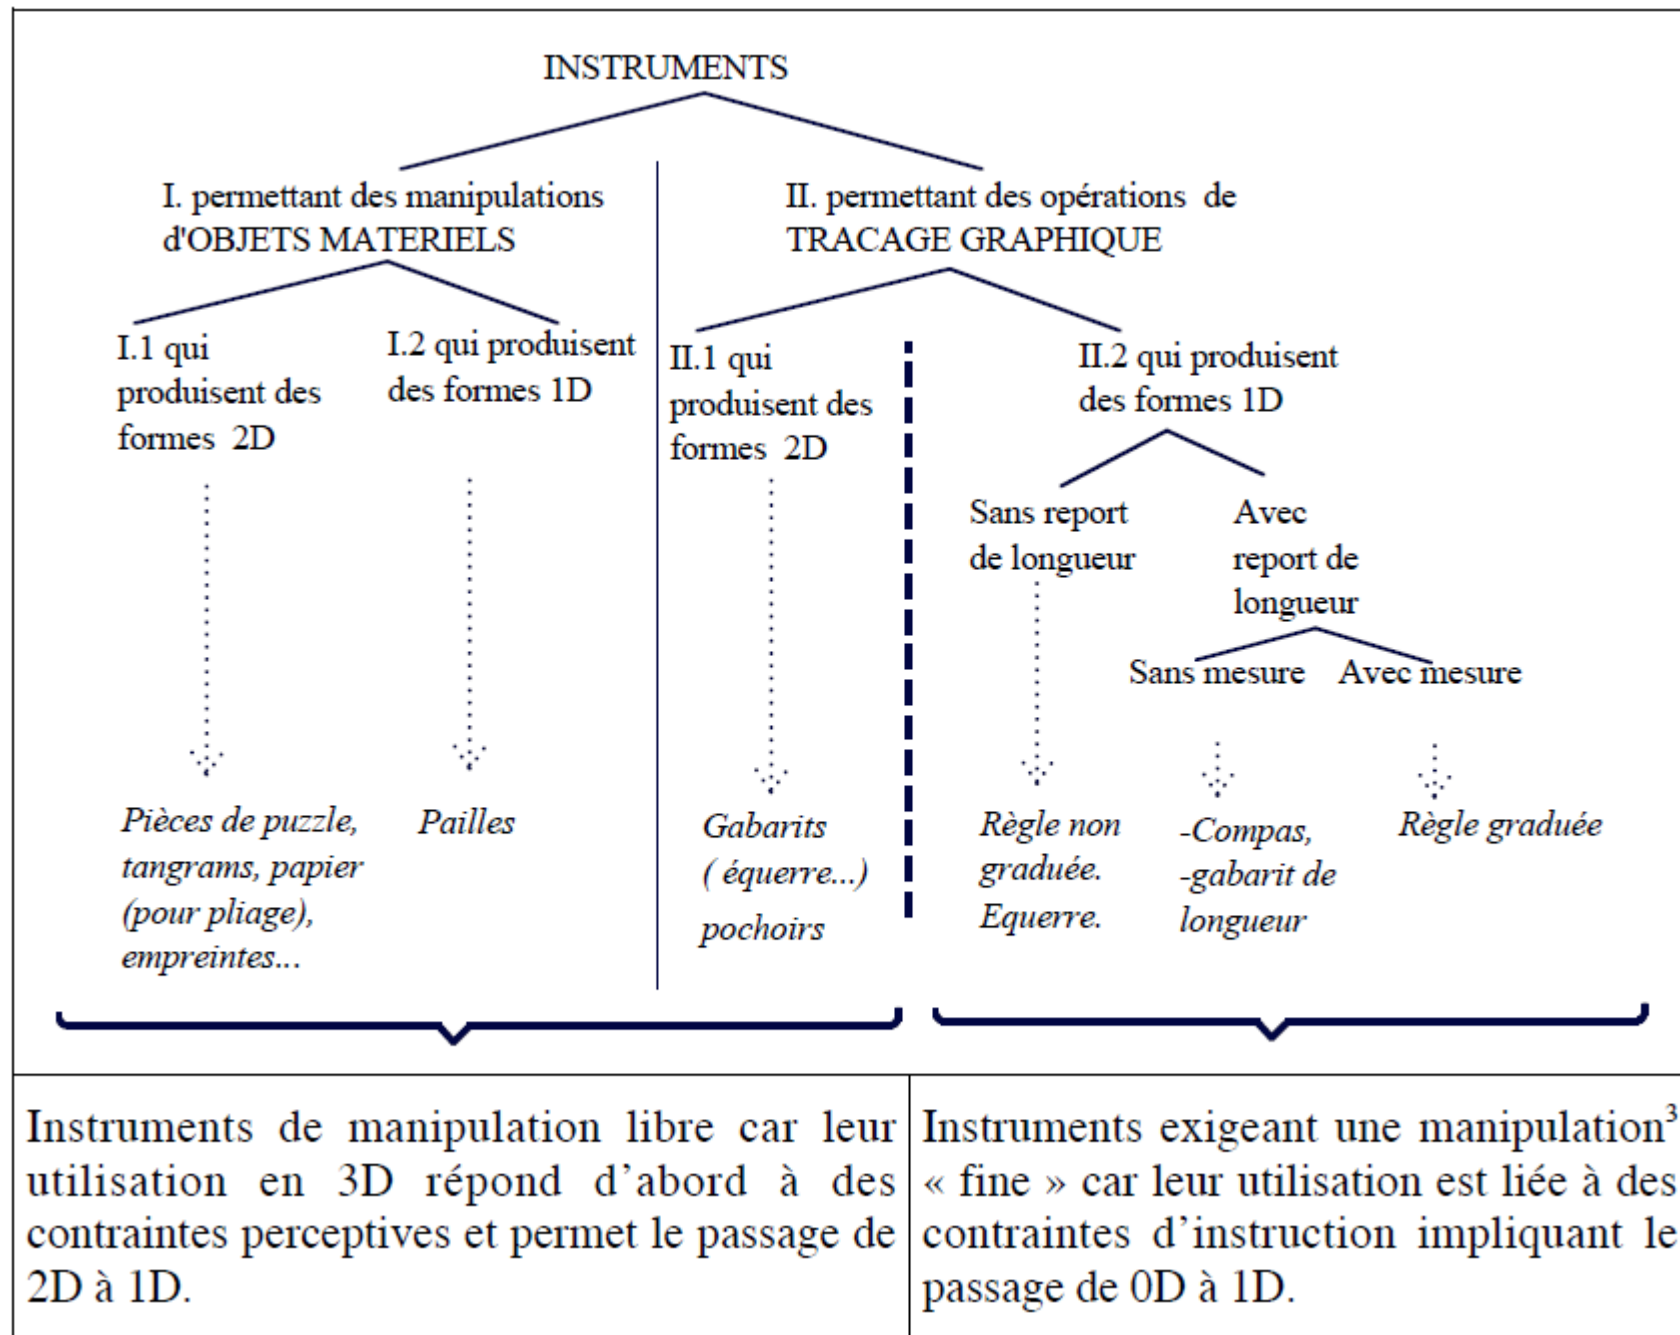 INSTRUMENTS
I. permettant des manipulations
d'OBJETS MATERIELS
II. permettant des opérations de
TRACAGE GRAPHIQUE
I.1 qui
produisent des
formes 2D
I.2 qui produisent
des formes 1D
II.1 qui
produisent des
formes 2D
II.2 qui produisent
des formes 1D
Sans report
de longueur
Avec
report de
longueur
Sans mesure
Avec mesure
Pièces de puzzle,
tangrams, papier
(pour pliage),
empreintes...
Pailles
Gabarits
( équerre...)
pochoirs
Règle non
graduée.
Equerre.
-Compas,
-gabarit de
longueur
Règle graduée
Instruments de manipulation libre car leur
utilisation en 3D répond d’abord à des
contraintes perceptives et permet le passage de
2D à 1D.
Instruments exigeant une manipulation³
« fine » car leur utilisation est liée à des
contraintes d’instruction impliquant le
passage de 0D à 1D.